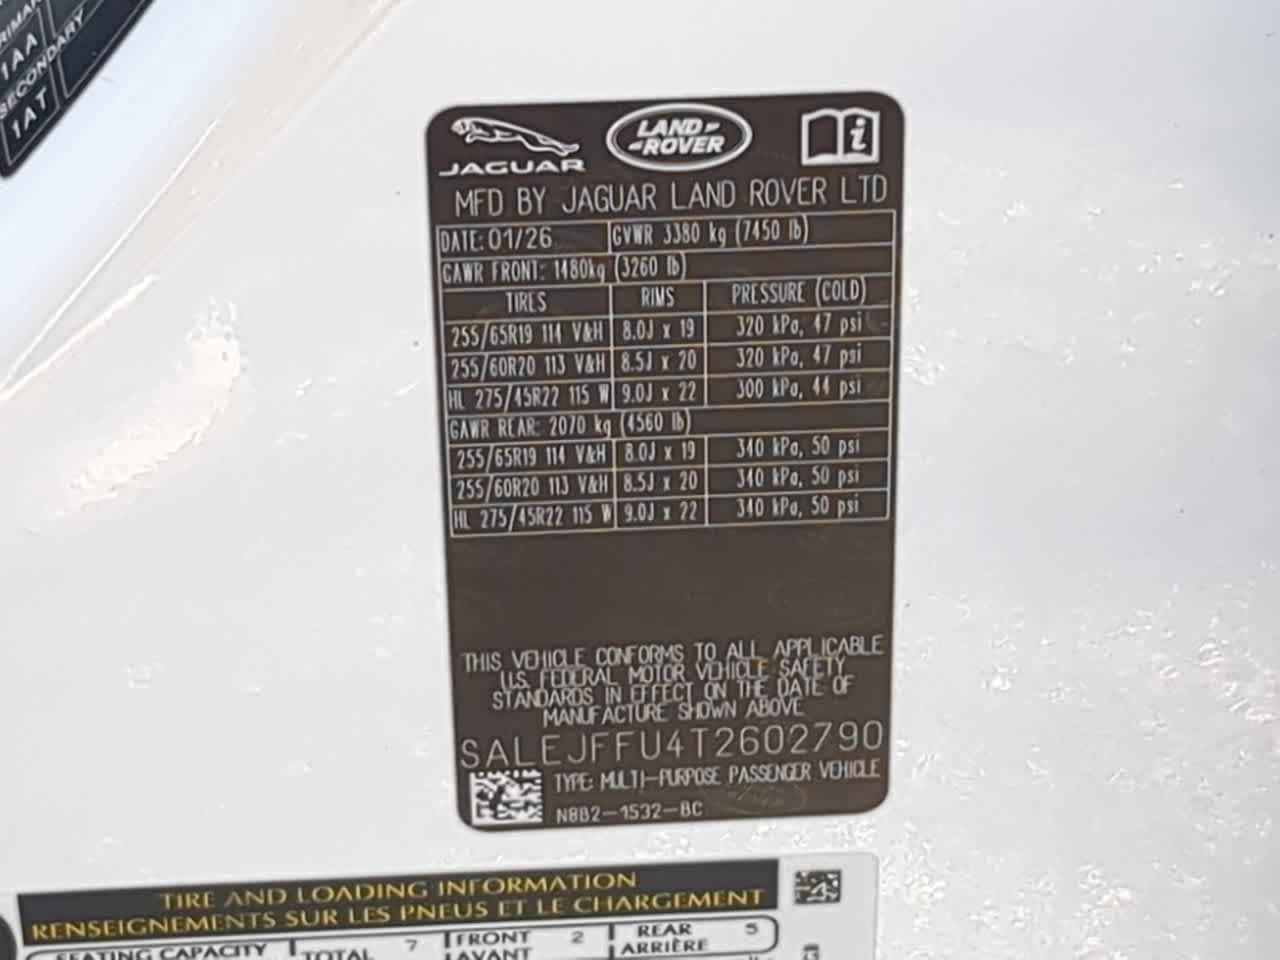 1AA
SECONDARY
1AT
JAGUAR
LAND ROVER
MFD BY JAGUAR LAND ROVER LTD
DATE: 01/26 GVWR 3380 kg (7450 lb)
GAWR FRONT: 1480kg (3260 lb)
TIRES RIMS PRESSURE (COLD)
255/65R19 114 V&H 8.0J x 19 320 kPa, 47 psi
255/60R20 113 V&H 8.5J x 20 320 kPa, 47 psi
HL 275/45R22 115 W 9.0J x 22 300 kPa, 44 psi
GAWR REAR: 2070 kg (4560 lb)
255/65R19 114 V&H 8.0J x 19 340 kPa, 50 psi
255/60R20 113 V&H 8.5J x 20 340 kPa, 50 psi
HL 275/45R22 115 W 9.0J x 22 340 kPa, 50 psi
THIS VEHICLE CONFORMS TO ALL APPLICABLE
U.S. FEDERAL MOTOR VEHICLE SAFETY
STANDARDS IN EFFECT ON THE DATE OF
MANUFACTURE SHOWN ABOVE
SALEJFFU4T2602790
TYPE: MULTI-PURPOSE PASSENGER VEHICLE
N8B2-1532-BC
TIRE AND LOADING INFORMATION
RENSEIGNEMENTS SUR LES PNEUS ET LE CHARGEMENT
SEATING CAPACITY TOTAL 7 FRONT 2 REAR 5
AVANT ARRIÈRE